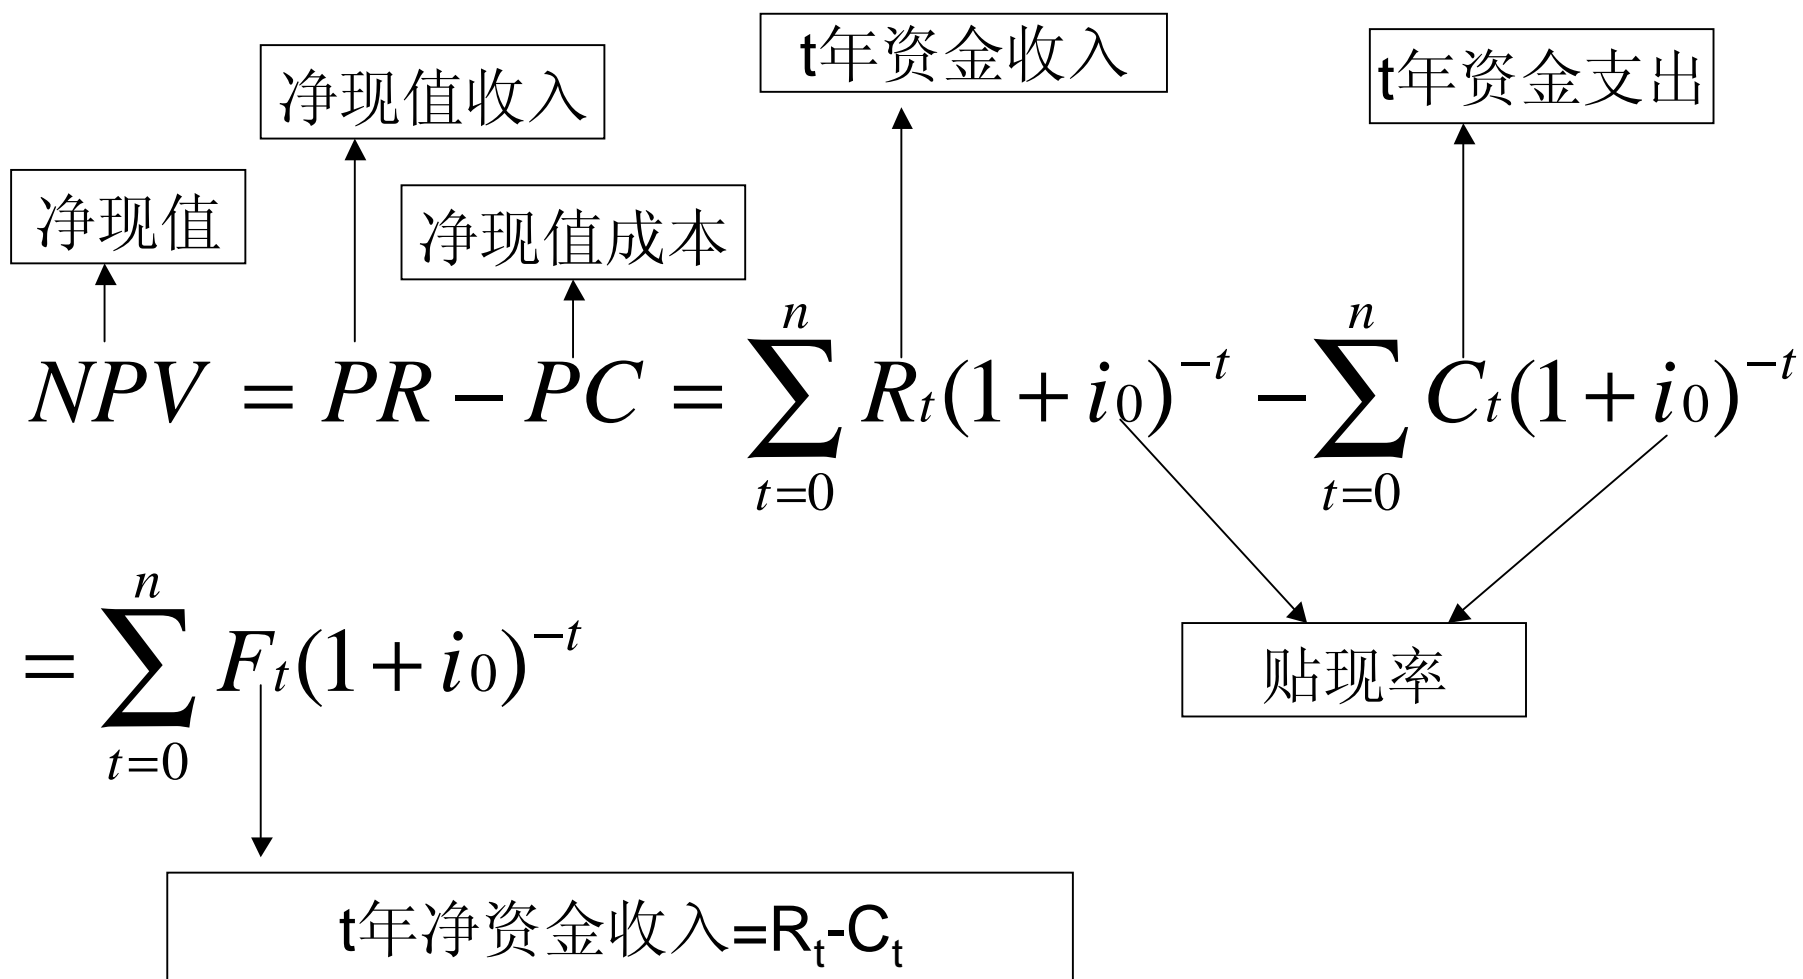 t年资金收入
t年资金支出
净现值收入
净现值
净现值成本
NPV = PR − PC = ∑_{t=0}^{n} R_t(1+i_0)^{−t} − ∑_{t=0}^{n} C_t(1+i_0)^{−t}
= ∑_{t=0}^{n} F_t(1+i_0)^{−t}
贴现率
t年净资金收入=R_t-C_t